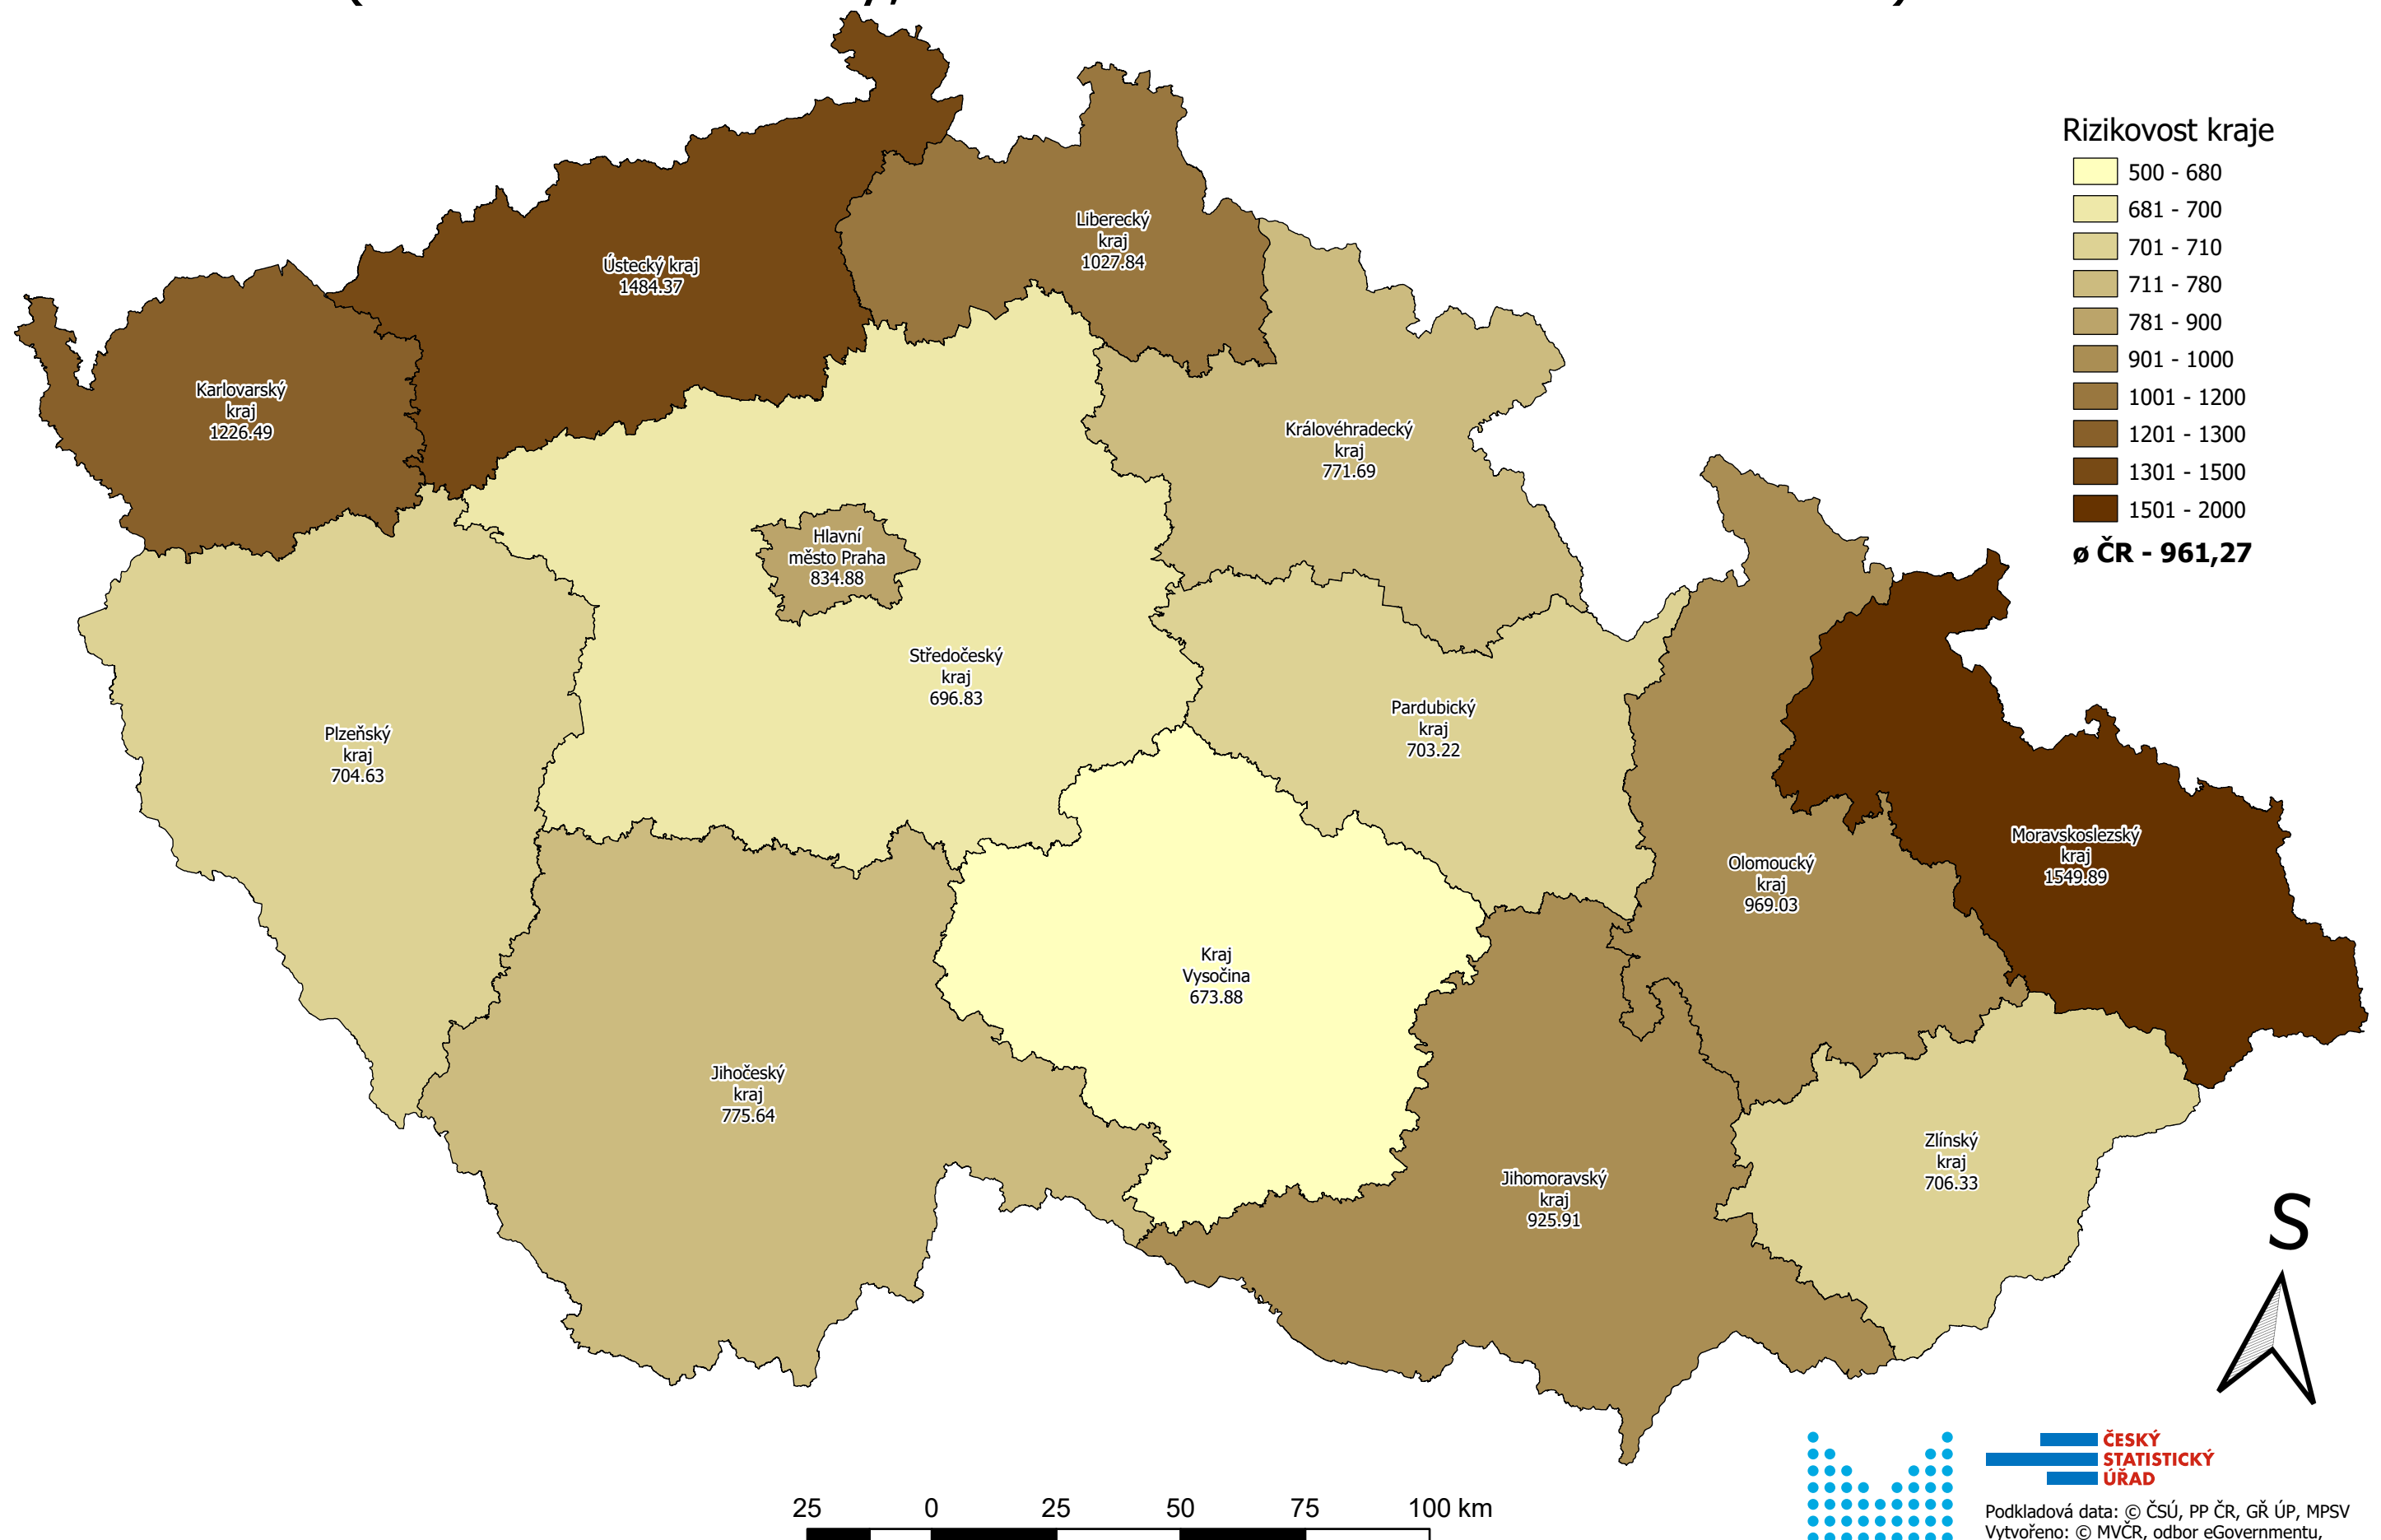 Rizikovost kraje
500 - 680
681 - 700
701 - 710
711 - 780
781 - 900
901 - 1000
1001 - 1200
1201 - 1300
1301 - 1500
1501 - 2000
ø ČR - 961,27
Liberecký
kraj
1027.84
Ústecký kraj
1484.37
Karlovarský
kraj
1226.49
Královéhradecký
kraj
771.69
Hlavní
město Praha
834.88
Středočeský
kraj
696.83
Pardubický
kraj
703.22
Plzeňský
kraj
704.63
Moravskoslezský
kraj
1549.89
Olomoucký
kraj
969.03
Kraj
Vysočina
673.88
Jihočeský
kraj
775.64
Zlínský
kraj
706.33
Jihomoravský
kraj
925.91
S
ČESKÝ
STATISTICKÝ
ÚŘAD
25 0 25 50 75 100 km
Podkladová data: © ČSÚ, PP ČR, GŘ ÚP, MPSV
Vytvořeno: © MVČR, odbor eGovernmentu,